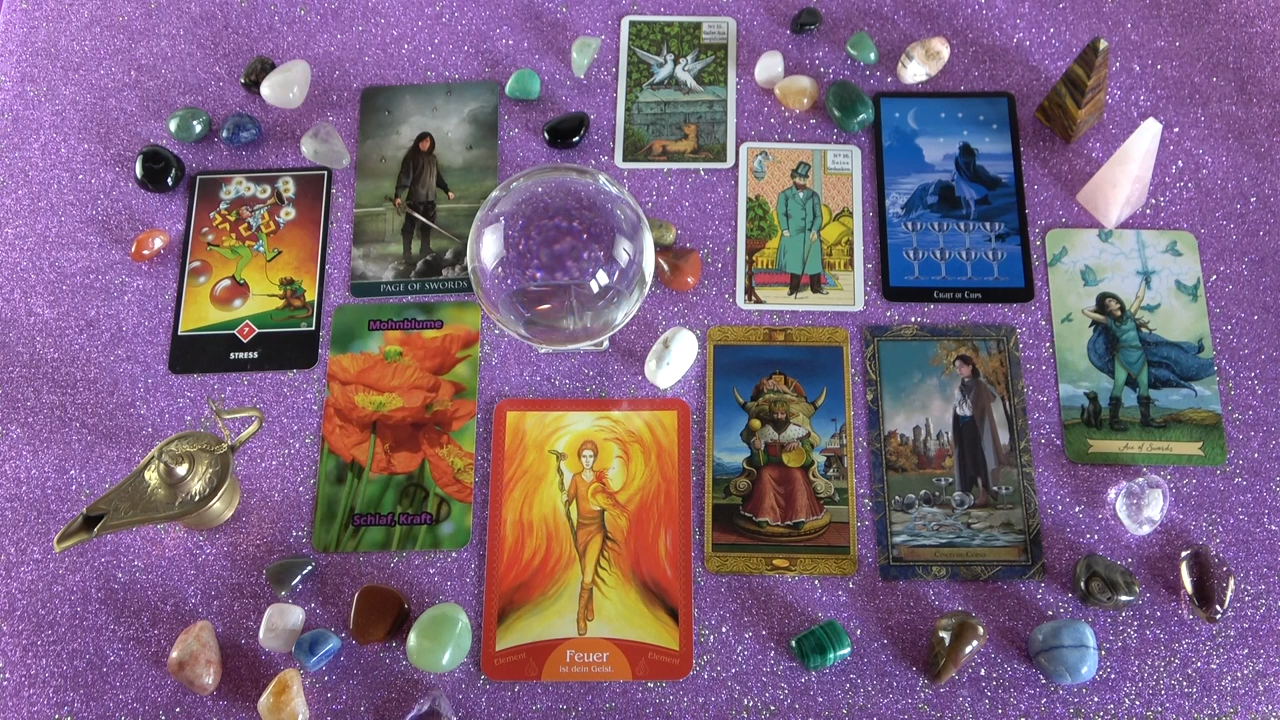 PAGE OF SWORDS
7
STRESS
Mohnblume
Schlaf, Kraft
Element
Feuer
ist dein Geist.
Element
EIGHT OF CUPS
Ace of Swords